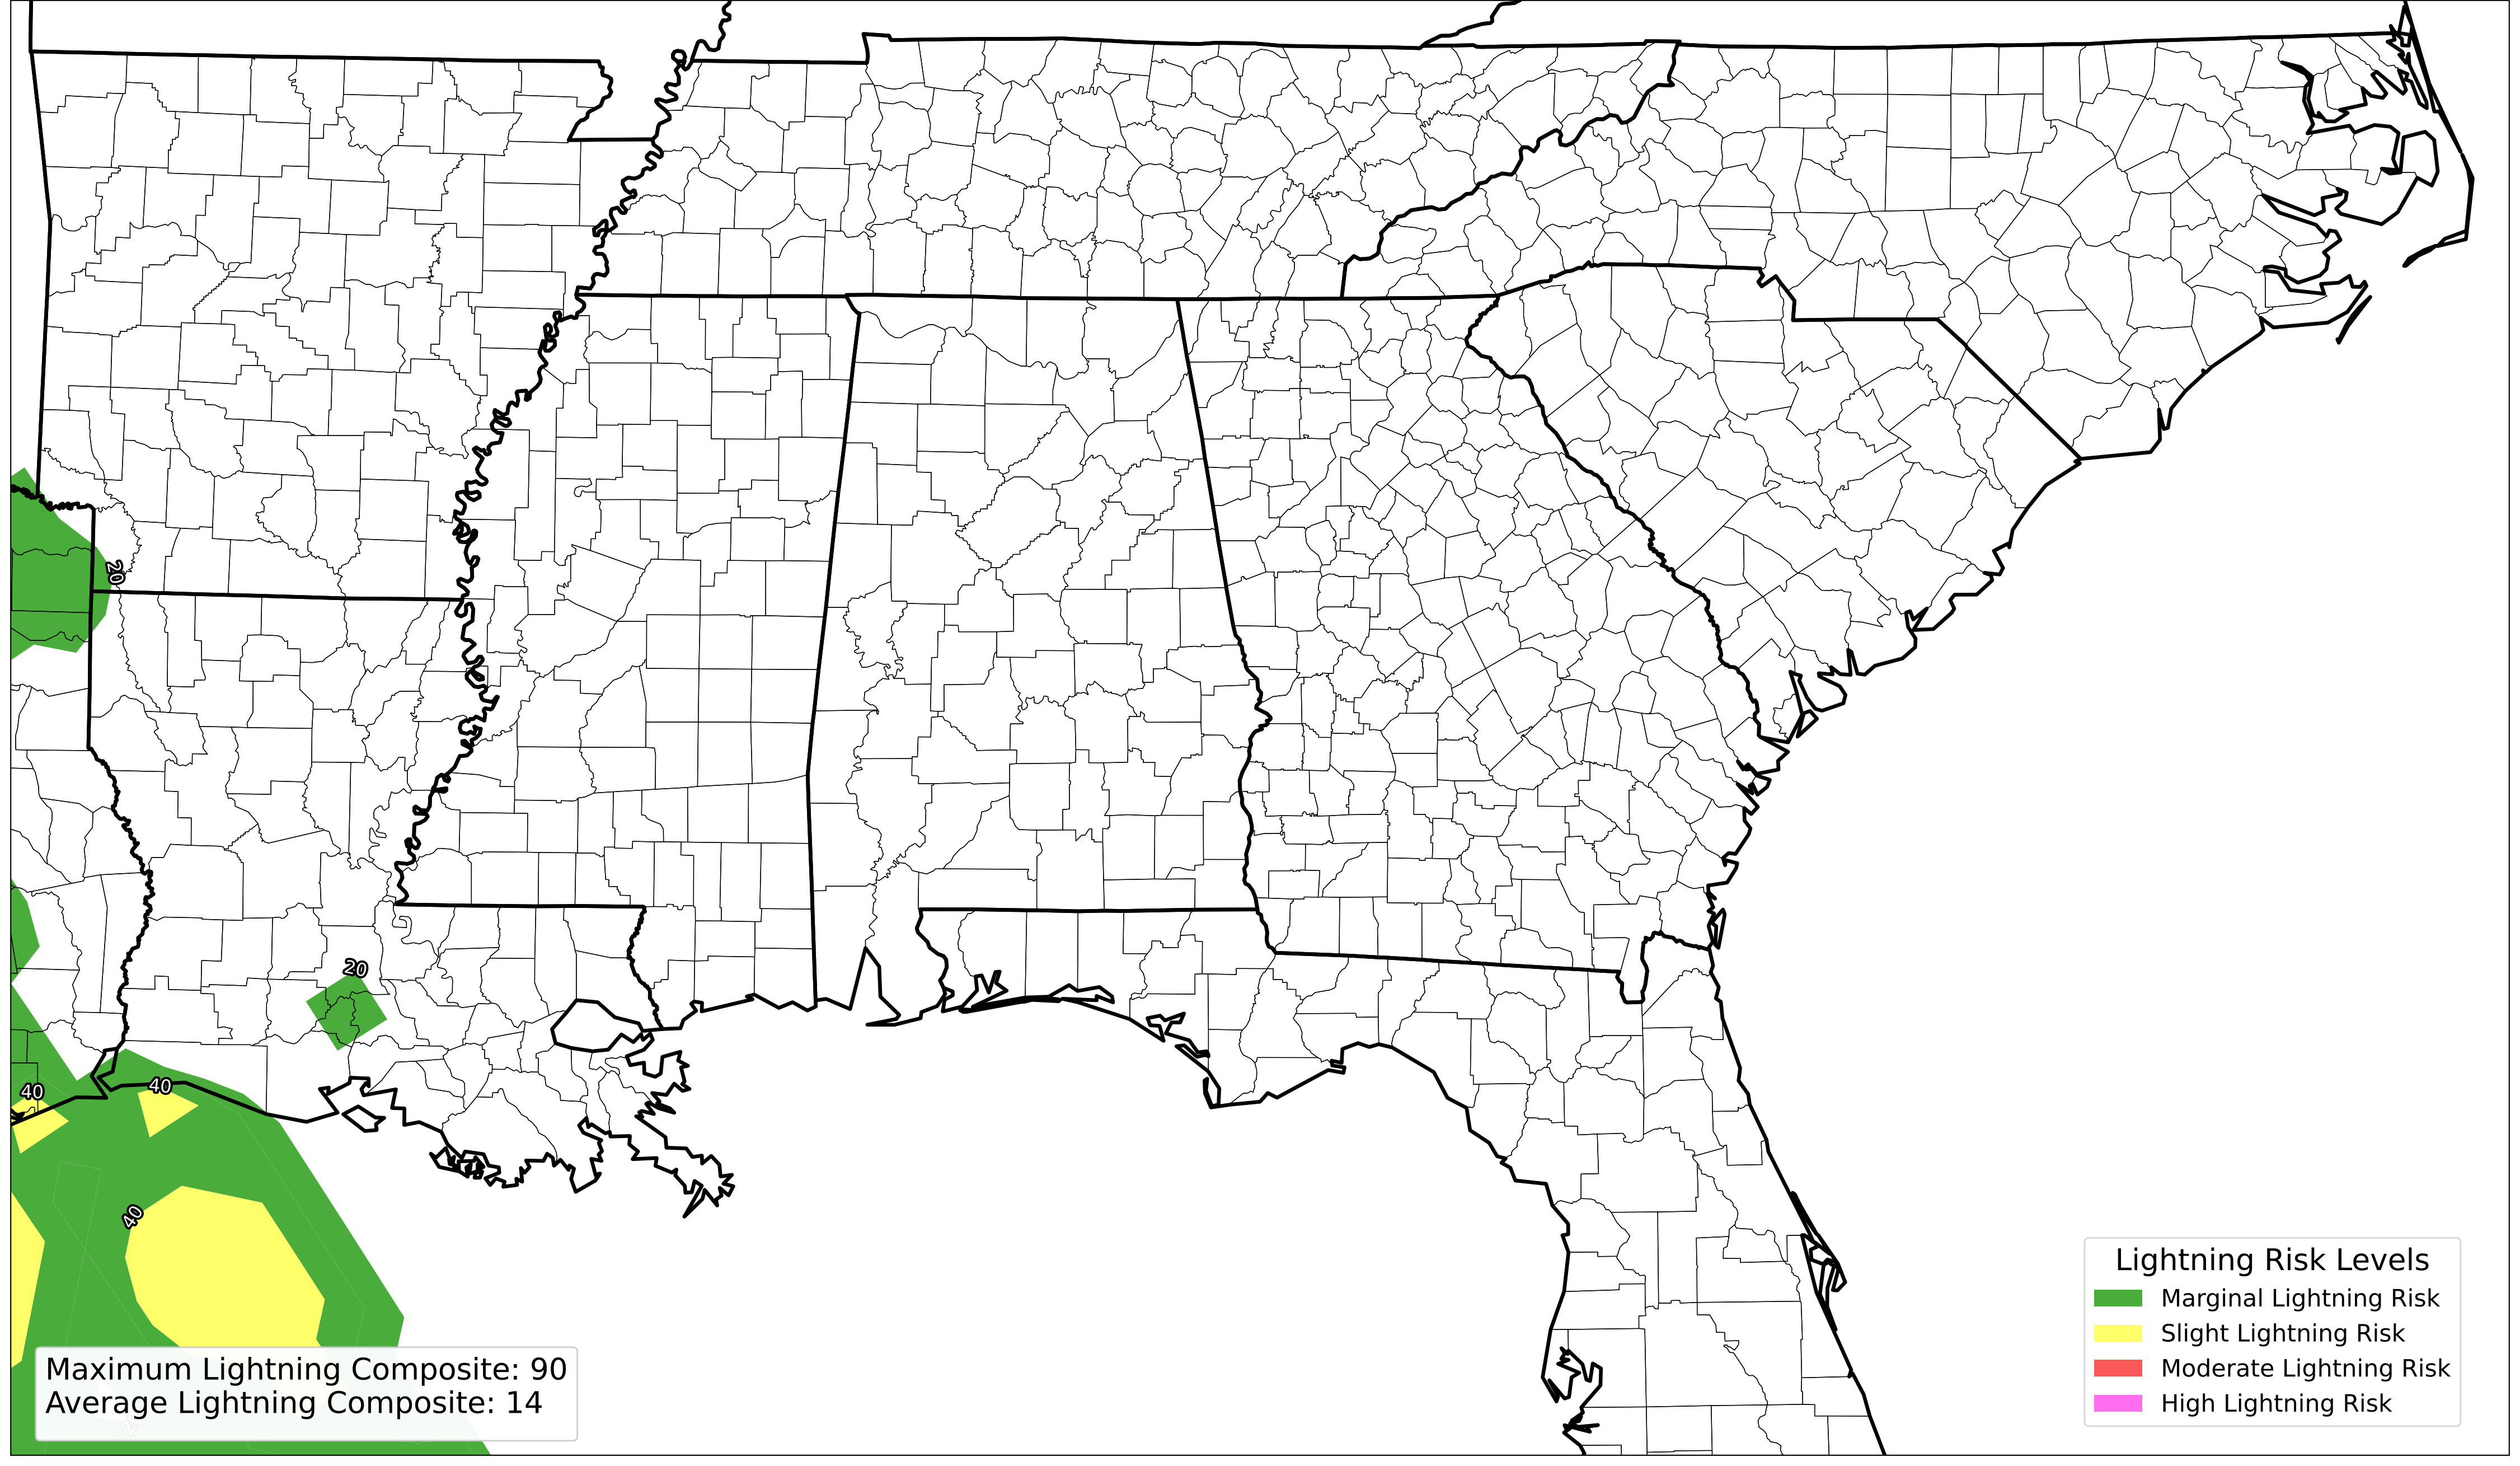 20
20
40
40
40
Lightning Risk Levels
Marginal Lightning Risk
Slight Lightning Risk
Moderate Lightning Risk
High Lightning Risk
Maximum Lightning Composite: 90
Average Lightning Composite: 14